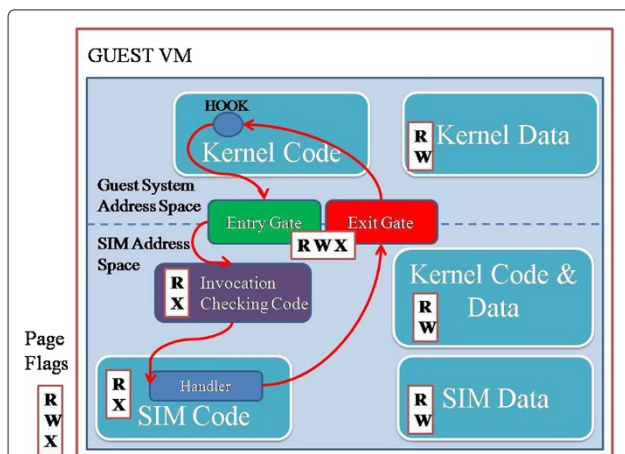 GUEST VM
HOOK
Kernel Code
R
W
Kernel Data
Guest System
Address Space
Entry Gate
Exit Gate
R W X
SIM Address
Space
R
X
Invocation
Checking Code
Kernel Code &
Data
R
W
Page
Flags
R
W
X
R
X
Handler
SIM Code
R
W
SIM Data